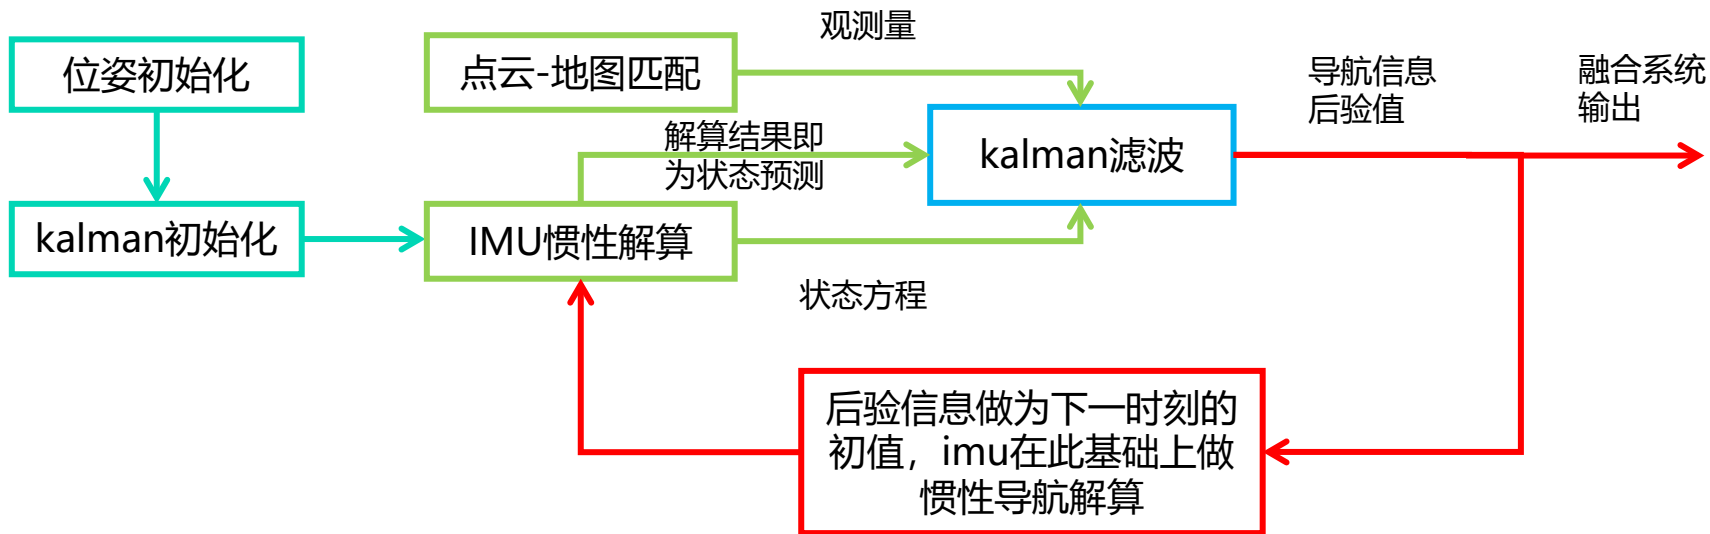 观测量
位姿初始化
点云-地图匹配
导航信息
后验值
融合系统
输出
解算结果即
为状态预测
kalman滤波
kalman初始化
IMU惯性解算
状态方程
后验信息做为下一时刻的
初值，imu在此基础上做
惯性导航解算